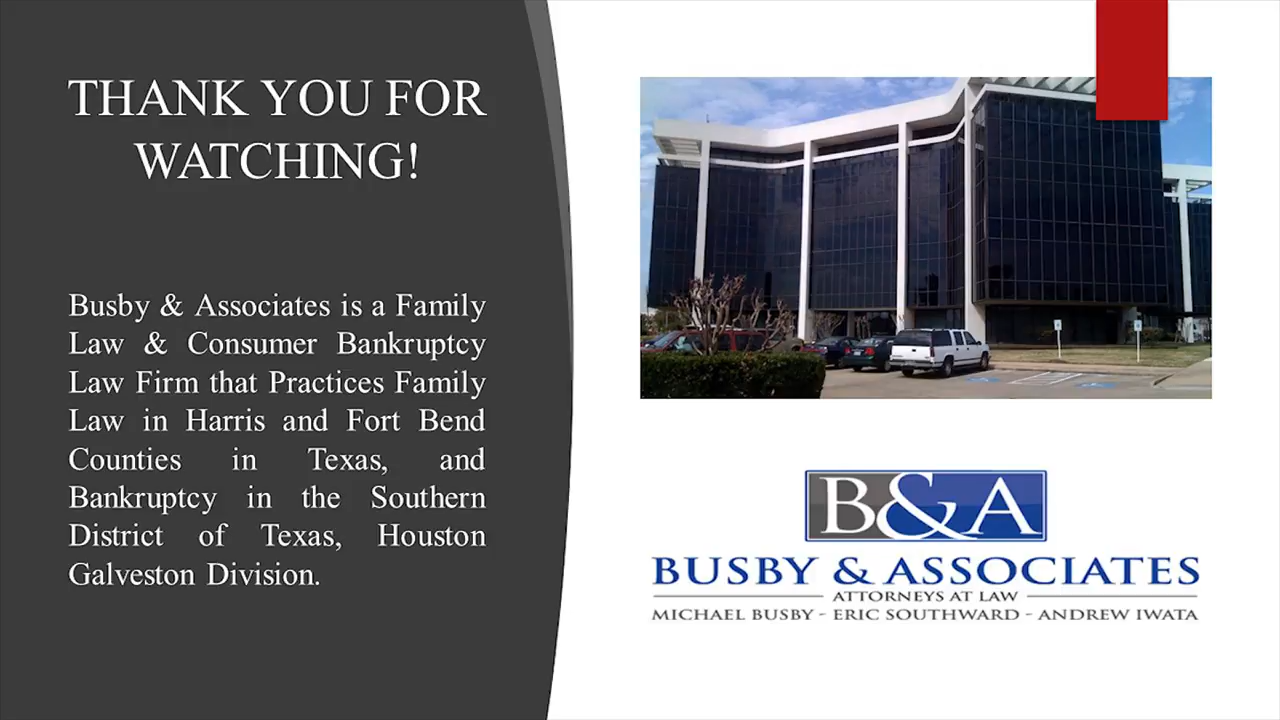 THANK YOU FOR
WATCHING!
Busby & Associates is a Family
Law & Consumer Bankruptcy
Law Firm that Practices Family
Law in Harris and Fort Bend
Counties in Texas, and
Bankruptcy in the Southern
District of Texas, Houston
Galveston Division.
B&A
BUSBY & ASSOCIATES
ATTORNEYS AT LAW
MICHAEL BUSBY - ERIC SOUTHWARD - ANDREW IWATA